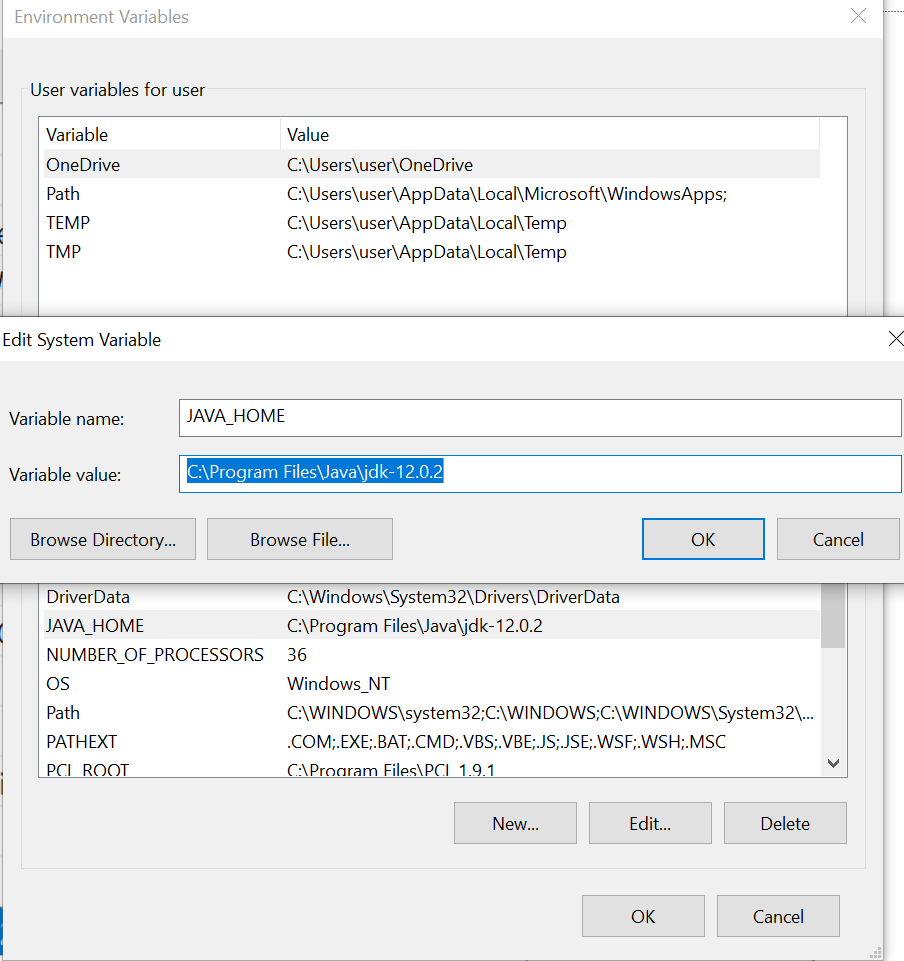 Environment Variables
User variables for user
Variable Value
OneDrive C:\Users\user\OneDrive
Path C:\Users\user\AppData\Local\Microsoft\WindowsApps;
TEMP C:\Users\user\AppData\Local\Temp
TMP C:\Users\user\AppData\Local\Temp
Edit System Variable
Variable name: JAVA_HOME
Variable value: C:\Program Files\Java\jdk-12.0.2
Browse Directory... Browse File... OK Cancel
DriverData C:\Windows\System32\Drivers\DriverData
JAVA_HOME C:\Program Files\Java\jdk-12.0.2
NUMBER_OF_PROCESSORS 36
OS Windows_NT
Path C:\WINDOWS\system32;C:\WINDOWS;C:\WINDOWS\System32\...
PATHEXT .COM;.EXE;.BAT;.CMD;.VBS;.VBE;.JS;.JSE;.WSF;.WSH;.MSC
PCL_ROOT C:\Program Files\PCL 1.9.1
New... Edit... Delete
OK Cancel